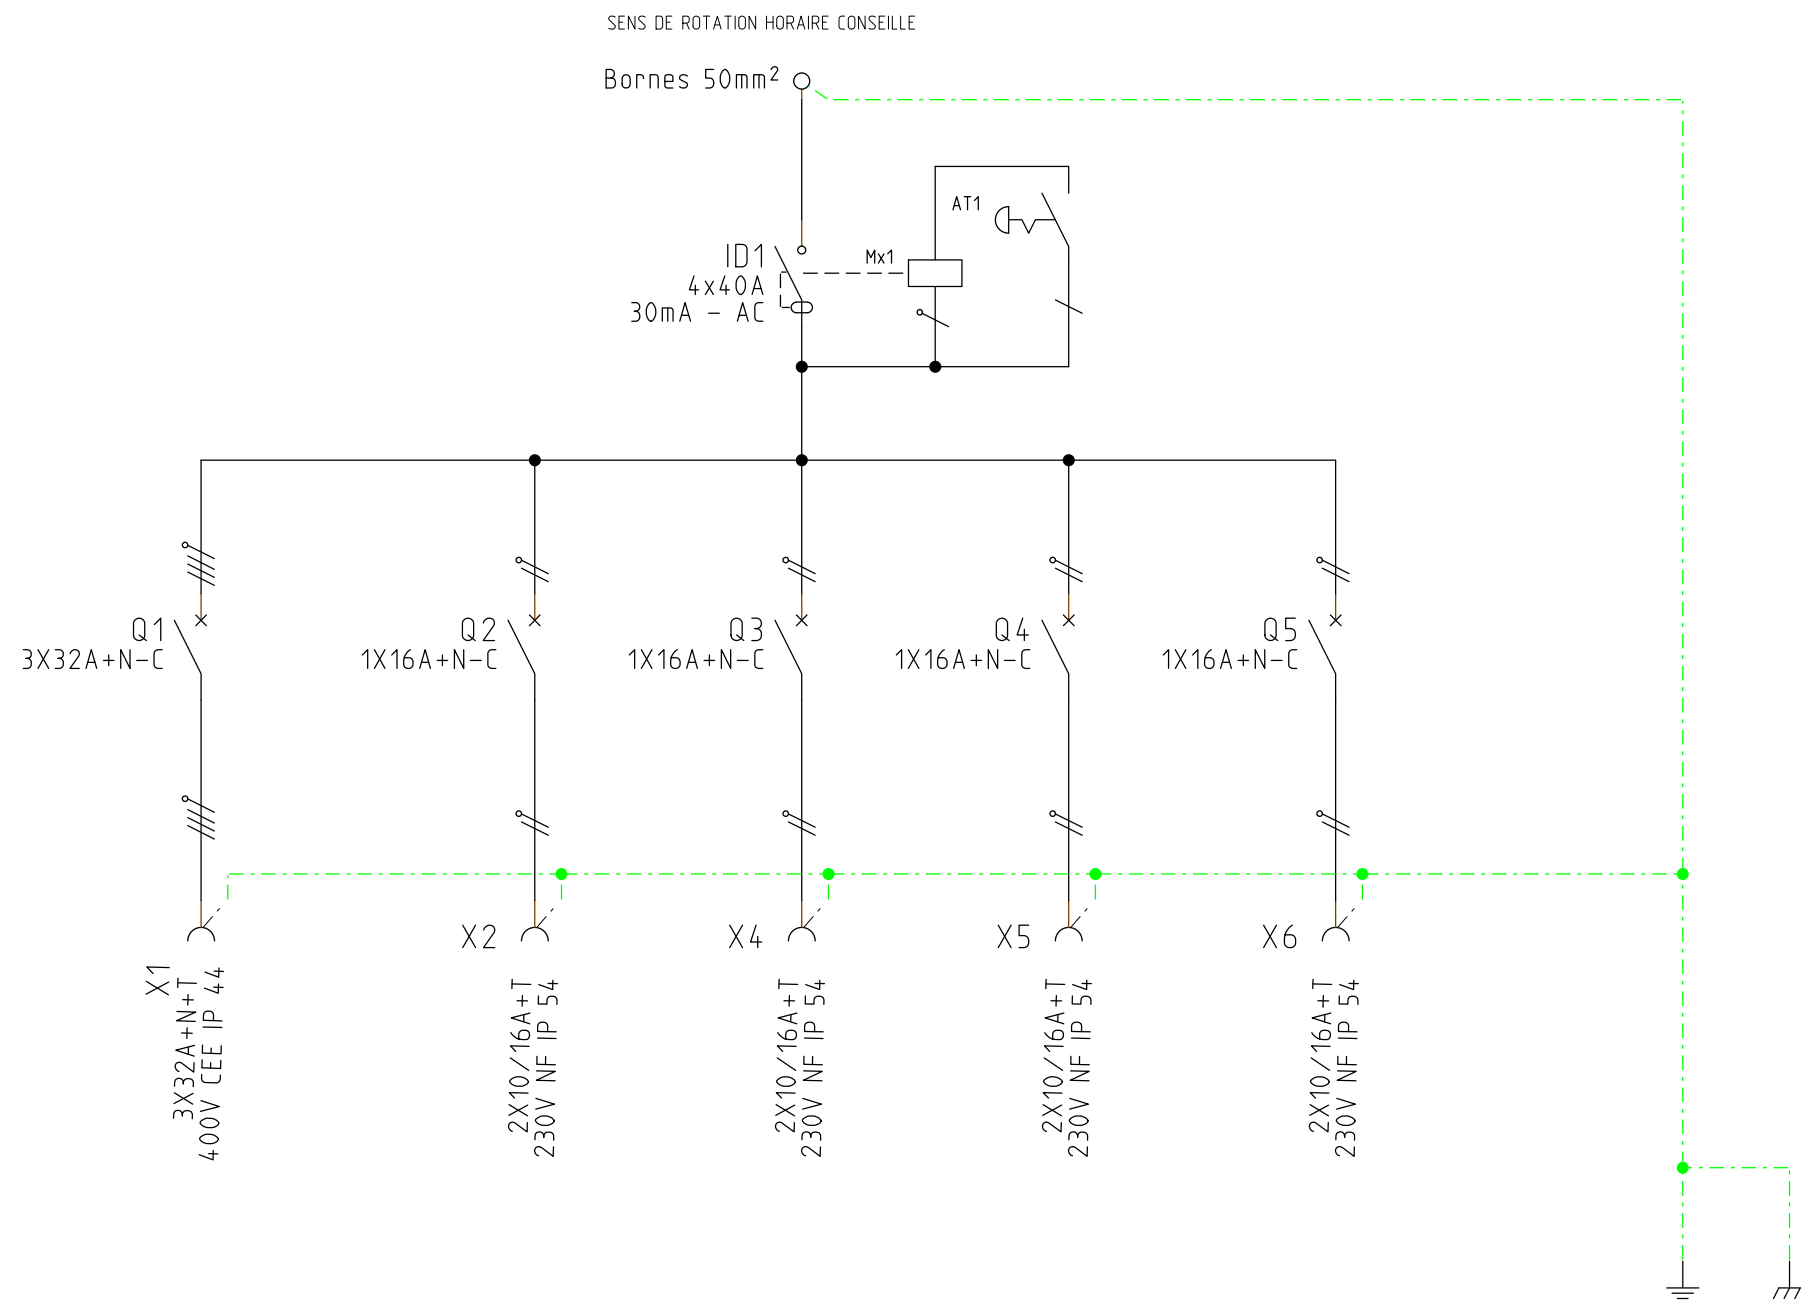 SENS DE ROTATION HORAIRE CONSEILLE
Bornes 50mm²
AT1
Mx1
ID1
4x40A
30mA - AC
Q1
3X32A+N-C
Q2
1X16A+N-C
Q3
1X16A+N-C
Q4
1X16A+N-C
Q5
1X16A+N-C
X1
3X32A+N+T
400V CEE IP 44
X2
2X10/16A+T
230V NF IP 54
X4
2X10/16A+T
230V NF IP 54
X5
2X10/16A+T
230V NF IP 54
X6
2X10/16A+T
230V NF IP 54